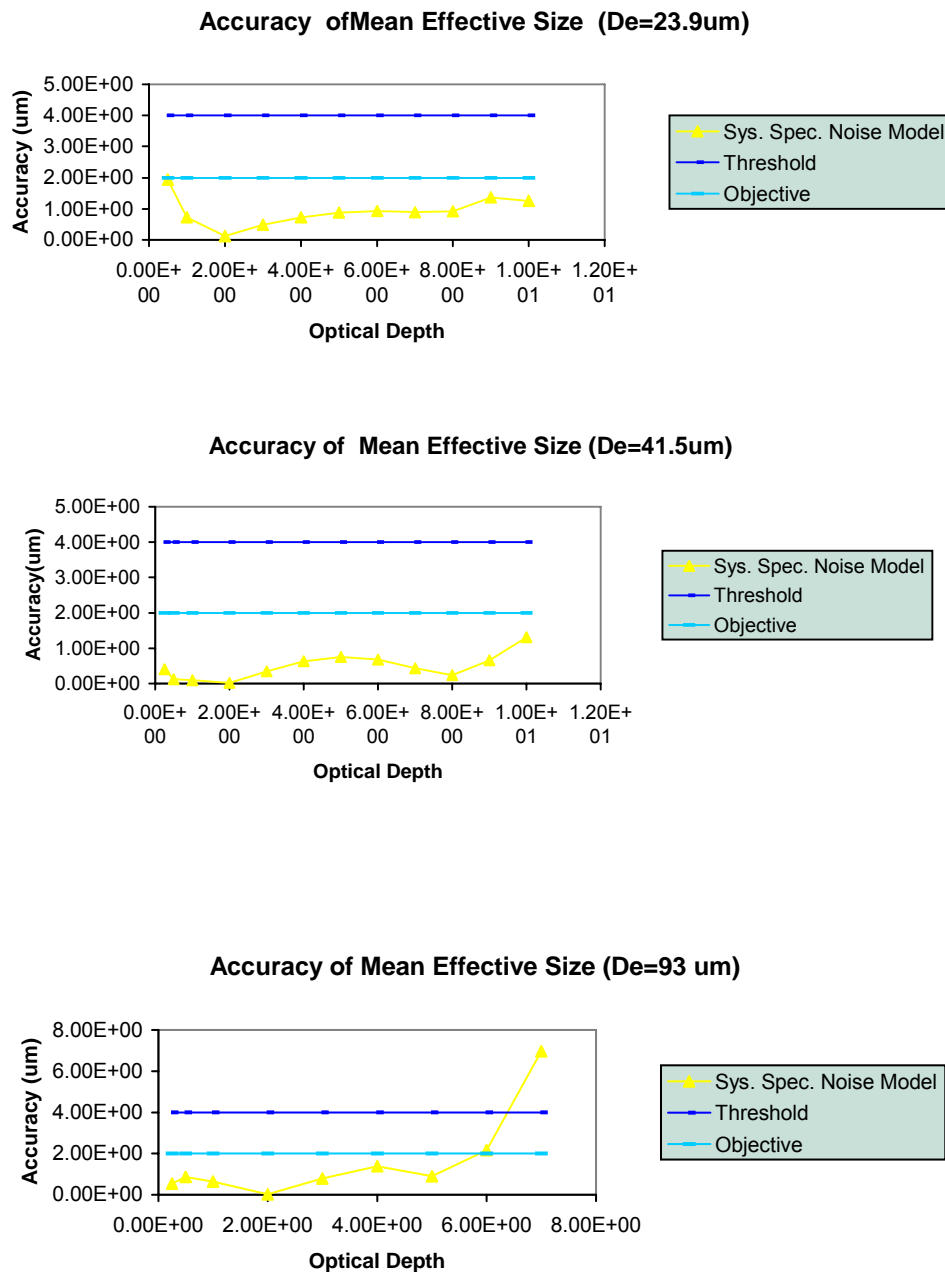 Accuracy ofMean Effective Size (De=23.9um)
5.00E+00
4.00E+00
3.00E+00
2.00E+00
1.00E+00
0.00E+00
Accuracy (um)
0.00E+ 2.00E+ 4.00E+ 6.00E+ 8.00E+ 1.00E+ 1.20E+
00 00 00 00 00 01 01
Optical Depth
Sys. Spec. Noise Model
Threshold
Objective
Accuracy of Mean Effective Size (De=41.5um)
5.00E+00
4.00E+00
3.00E+00
2.00E+00
1.00E+00
0.00E+00
Accuracy(um)
0.00E+ 2.00E+ 4.00E+ 6.00E+ 8.00E+ 1.00E+ 1.20E+
00 00 00 00 00 01 01
Optical Depth
Sys. Spec. Noise Model
Threshold
Objective
Accuracy of Mean Effective Size (De=93 um)
8.00E+00
6.00E+00
4.00E+00
2.00E+00
0.00E+00
Accuracy (um)
0.00E+00 2.00E+00 4.00E+00 6.00E+00 8.00E+00
Optical Depth
Sys. Spec. Noise Model
Threshold
Objective